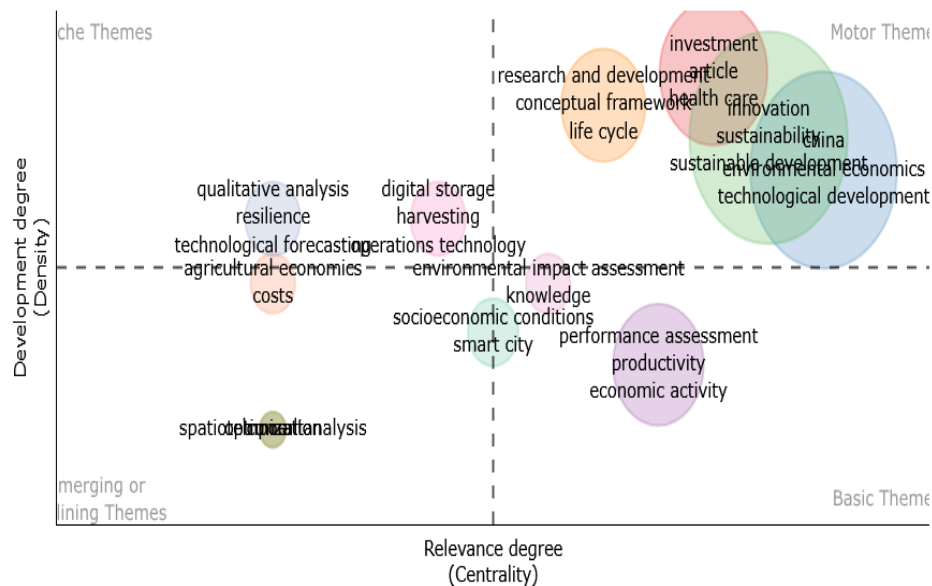 che Themes
Motor Theme
investment
article
health care
research and development
conceptual framework
life cycle
innovation
sustainability
sustainable development
china
environmental economics
technological development
qualitative analysis
resilience
technological forecasting
digital storage
harvesting
operations technology
agricultural economics
costs
environmental impact assessment
knowledge
socioeconomic conditions
smart city
performance assessment
productivity
economic activity
analysis
merging or
lining Themes
Basic Theme
Development degree
(Density)
Relevance degree
(Centrality)